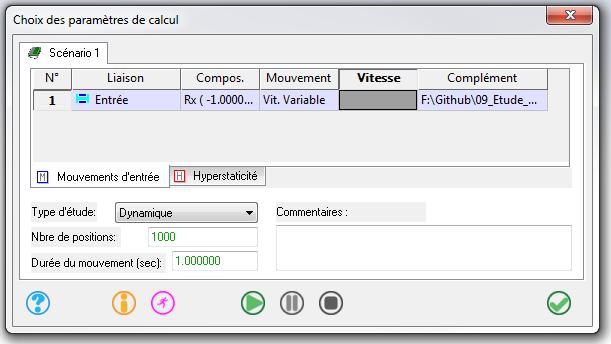 Choix des paramètres de calcul
Scénario 1
N° Liaison Compos. Mouvement Vitesse Complément
1 Entrée Rx ( -1.0000... Vit. Variable F:\Github\09_Etude_...
M Mouvements d'entrée H Hyperstaticité
Type d'étude: Dynamique Commentaires :
Nbre de positions: 1000
Durée du mouvement (sec): 1.000000